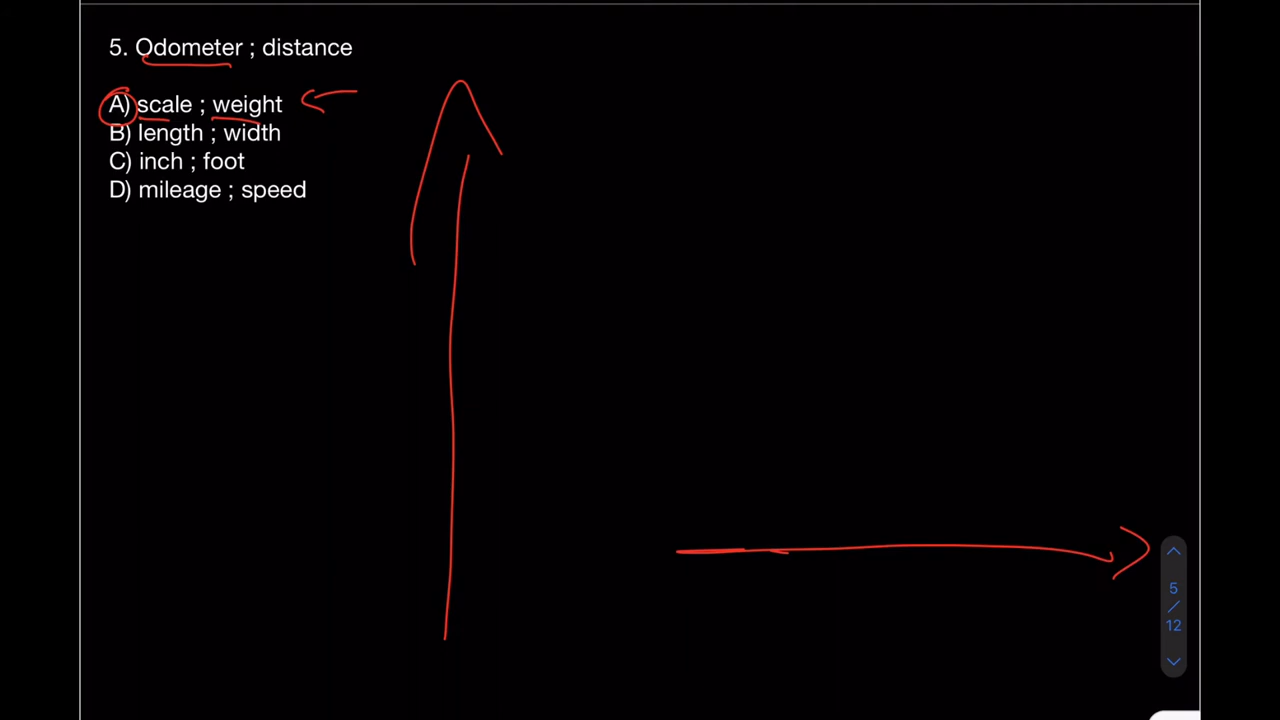 5. Odometer ; distance
A) scale ; weight
B) length ; width
C) inch ; foot
D) mileage ; speed
5
/
12